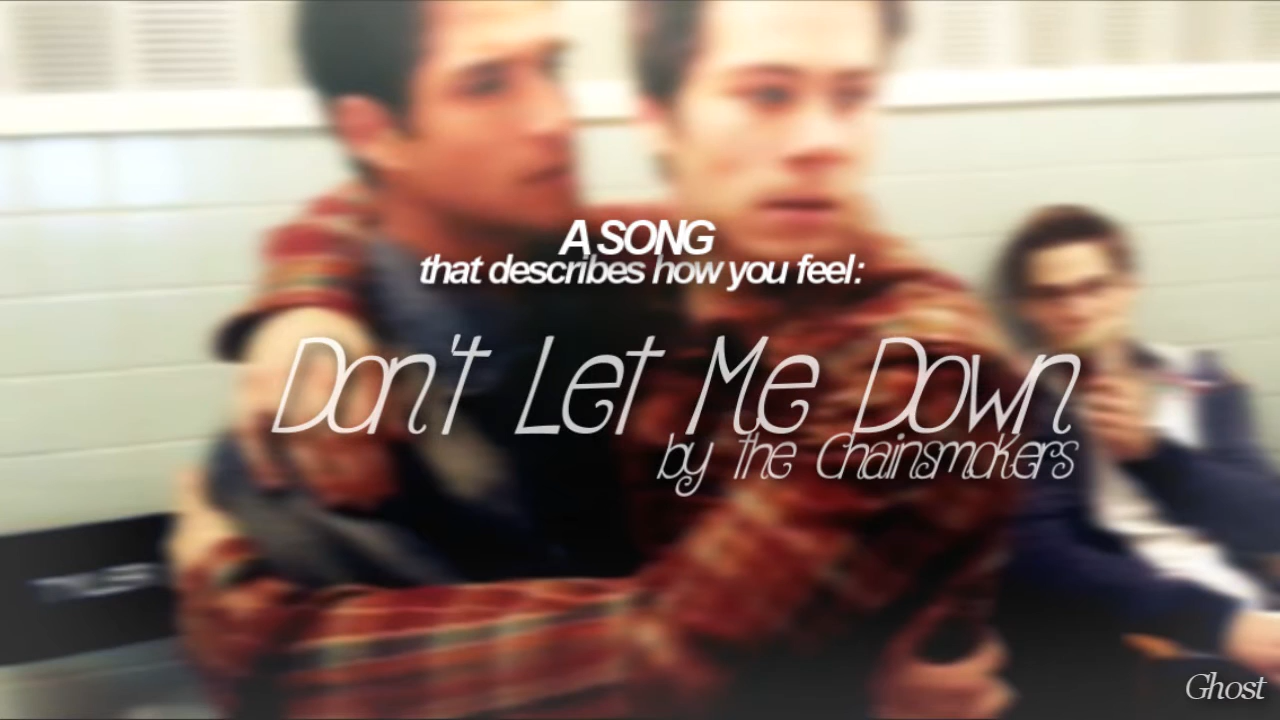 A SONG
that describes how you feel:
Don't Let Me Down
by the Chainsmokers
Ghost